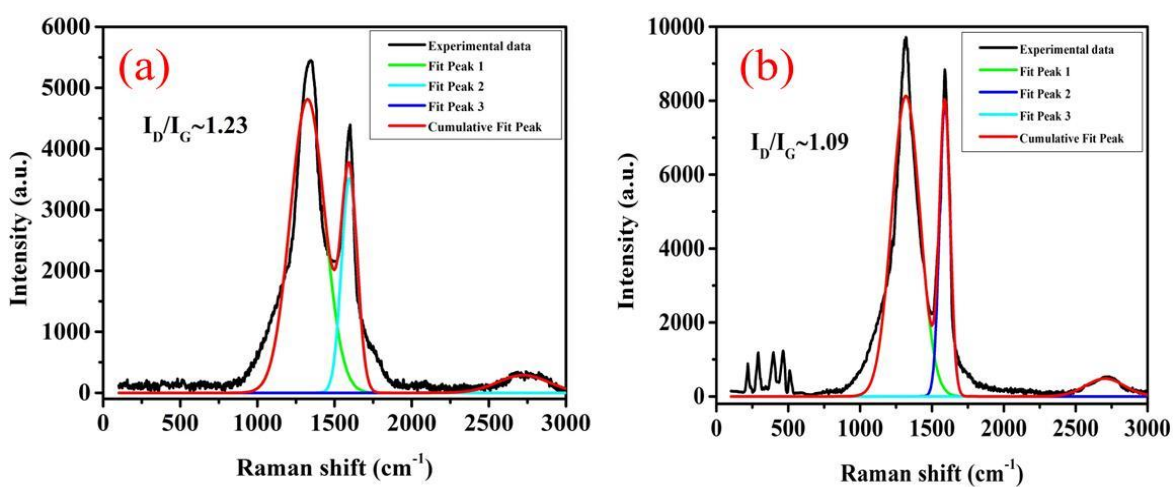 (a)
Experimental data
Fit Peak 1
Fit Peak 2
Fit Peak 3
Cumulative Fit Peak
I_D/I_G~1.23
Intensity (a.u.)
6000
5000
4000
3000
2000
1000
0
0 500 1000 1500 2000 2500 3000
Raman shift (cm⁻¹)
(b)
Experimental data
Fit Peak 1
Fit Peak 2
Fit Peak 3
Cumulative Fit Peak
I_D/I_G~1.09
Intensity (a.u.)
10000
8000
6000
4000
2000
0
0 500 1000 1500 2000 2500 3000
Raman shift (cm⁻¹)